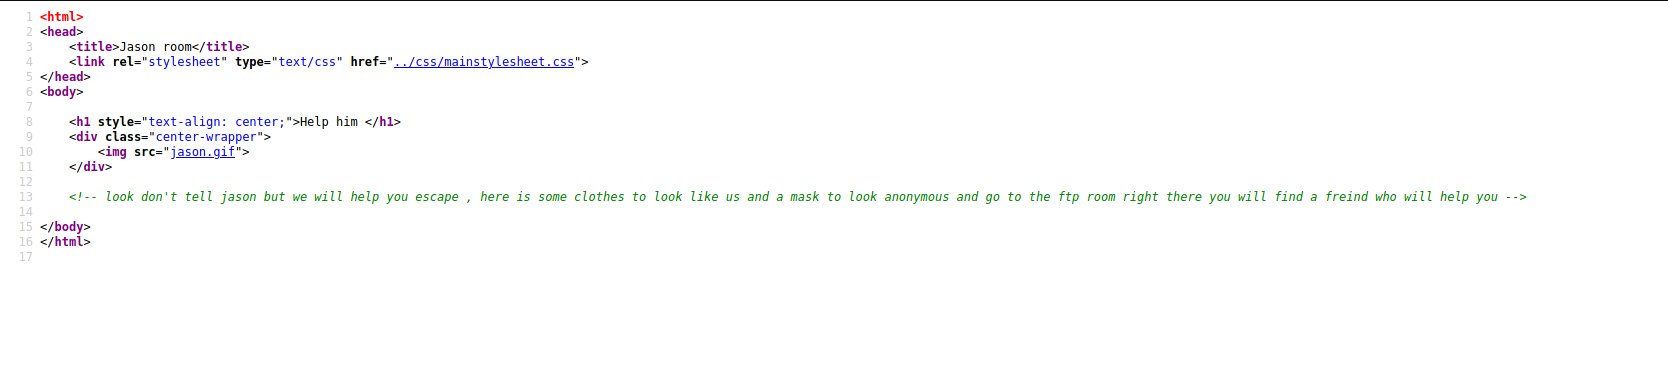 1 <html>
2 <head>
3     <title>Jason room</title>
4     <link rel="stylesheet" type="text/css" href="../css/mainstylesheet.css">
5 </head>
6 <body>
7
8     <h1 style="text-align: center;">Help him </h1>
9     <div class="center-wrapper">
10         <img src="jason.gif">
11     </div>
12
13     <!-- look don't tell jason but we will help you escape , here is some clothes to look like us and a mask to look anonymous and go to the ftp room right there you will find a freind who will help you -->
14
15 </body>
16 </html>
17